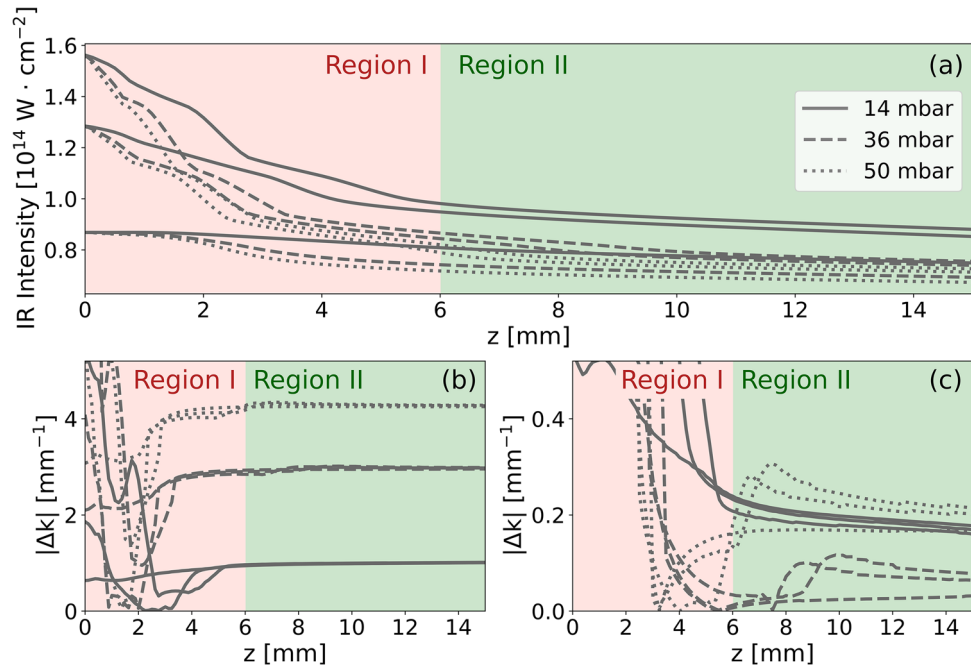 Region I
Region II
(a)
IR Intensity [10¹⁴ W · cm⁻²]
1.6
1.4
1.2
1.0
0.8
14 mbar
36 mbar
50 mbar
0 2 4 6 8 10 12 14
z [mm]
Region I
Region II
(b)
|Δk| [mm⁻¹]
4
2
0
0 2 4 6 8 10 12 14
z [mm]
Region I
Region II
(c)
|Δk| [mm⁻¹]
0.4
0.2
0.0
0 2 4 6 8 10 12 14
z [mm]